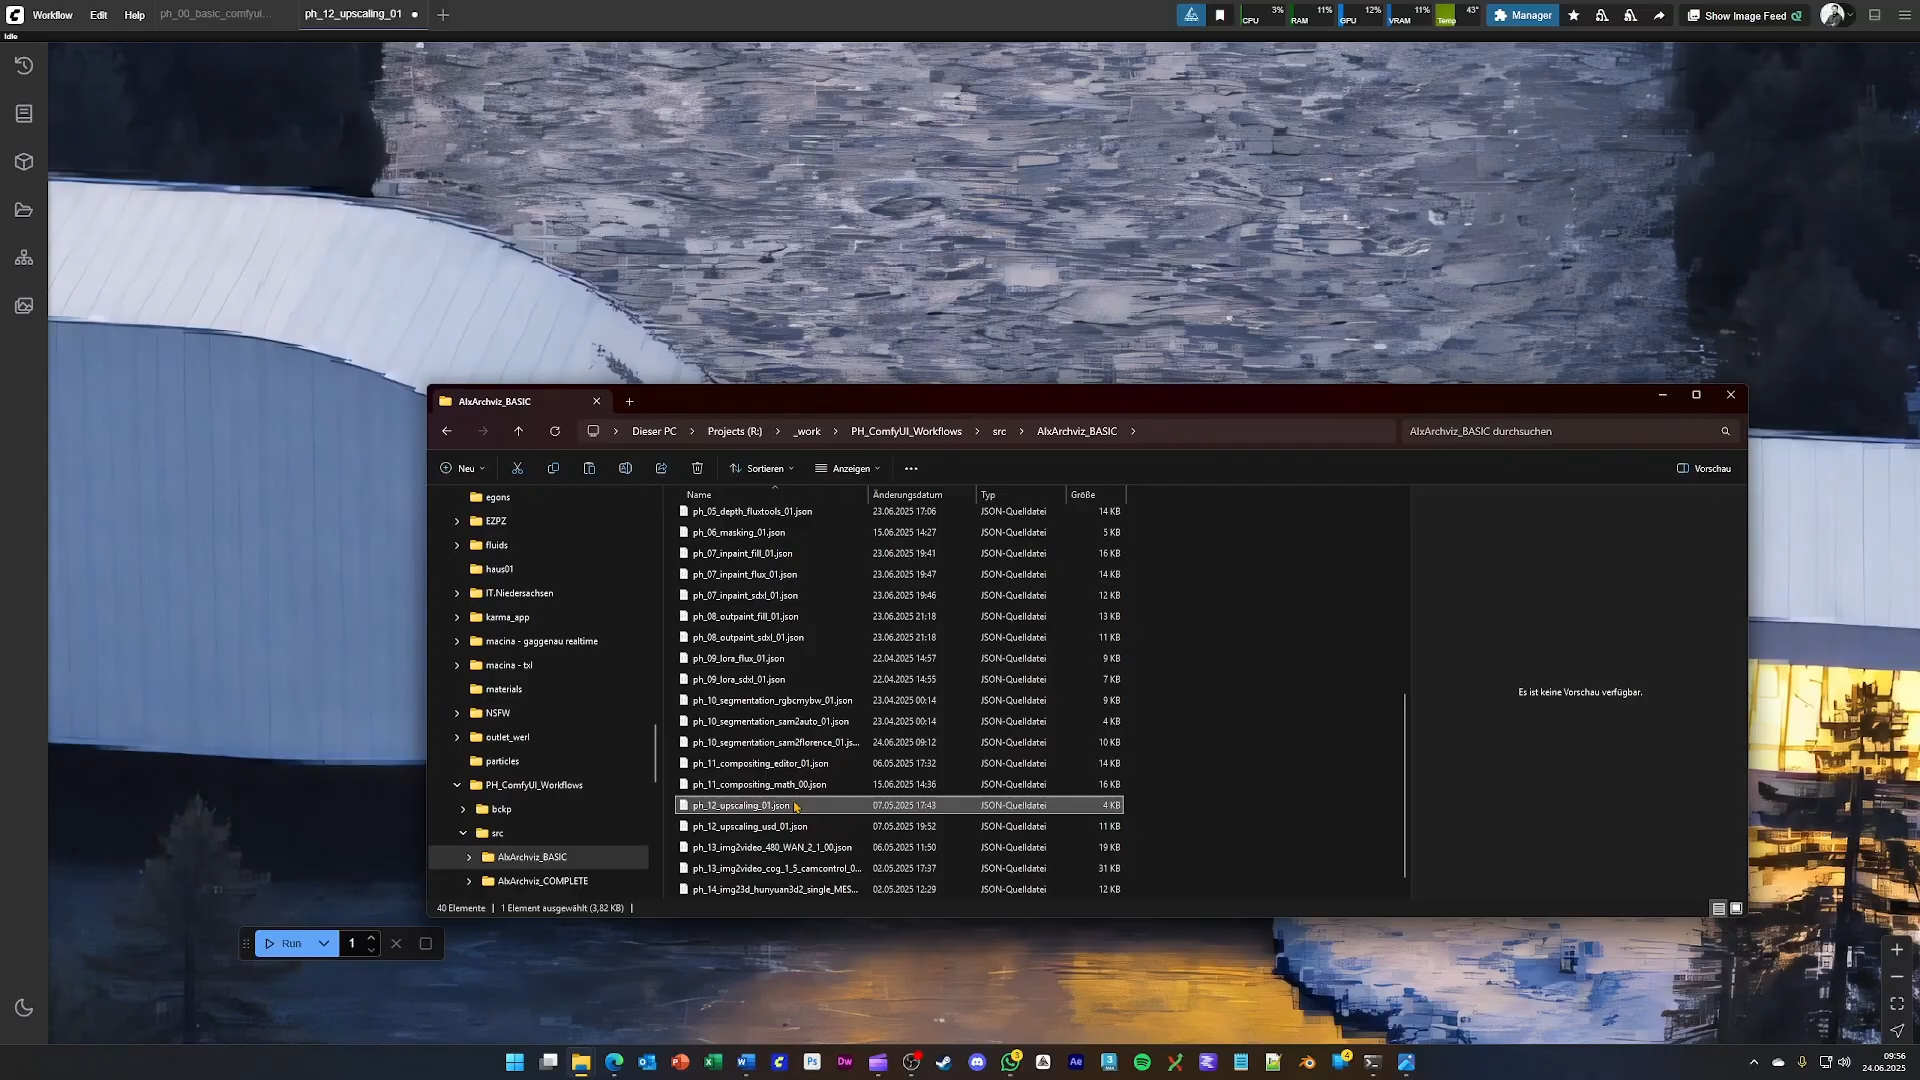 Workflow Edit Help ph_00_basic_comfyui... ph_12_upscaling_01
CPU 3% RAM 11% GPU 12% VRAM 11% Temp 43° Manager Show Image Feed
Idle
AlxArchviz_BASIC
Dieser PC Projects (R:) _work PH_ComfyUI_Workflows src AlxArchviz_BASIC AlxArchviz_BASIC durchsuchen
Neu Sortieren Anzeigen Vorschau
Name Änderungsdatum Typ Größe
egons
EZPZ
fluids
haus01
IT.Niedersachsen
karma_app
macina - gaggenau realtime
macina - txl
materials
NSFW
outlet_werl
particles
PH_ComfyUI_Workflows
bckp
src
AlxArchviz_BASIC
AlxArchviz_COMPLETE
ph_05_depth_fluxtools_01.json 23.06.2025 17:06 JSON-Quelldatei 14 KB
ph_06_masking_01.json 15.06.2025 14:27 JSON-Quelldatei 5 KB
ph_07_inpaint_fill_01.json 23.06.2025 19:41 JSON-Quelldatei 16 KB
ph_07_inpaint_flux_01.json 23.06.2025 19:47 JSON-Quelldatei 14 KB
ph_07_inpaint_sdxl_01.json 23.06.2025 19:46 JSON-Quelldatei 12 KB
ph_08_outpaint_fill_01.json 23.06.2025 21:18 JSON-Quelldatei 13 KB
ph_08_outpaint_sdxl_01.json 23.06.2025 21:18 JSON-Quelldatei 11 KB
ph_09_lora_flux_01.json 22.04.2025 14:57 JSON-Quelldatei 9 KB
ph_09_lora_sdxl_01.json 22.04.2025 14:55 JSON-Quelldatei 7 KB
ph_10_segmentation_rgbcmybw_01.json 23.04.2025 00:14 JSON-Quelldatei 9 KB
ph_10_segmentation_sam2auto_01.json 23.04.2025 00:14 JSON-Quelldatei 4 KB
ph_10_segmentation_sam2florence_01.js... 24.06.2025 09:12 JSON-Quelldatei 10 KB
ph_11_compositing_editor_01.json 06.05.2025 17:32 JSON-Quelldatei 14 KB
ph_11_compositing_math_00.json 15.06.2025 14:36 JSON-Quelldatei 16 KB
ph_12_upscaling_01.json 07.05.2025 17:43 JSON-Quelldatei 4 KB
ph_12_upscaling_usd_01.json 07.05.2025 19:52 JSON-Quelldatei 11 KB
ph_13_img2video_480_WAN_2_1_00.json 06.05.2025 11:50 JSON-Quelldatei 19 KB
ph_13_img2video_cog_1_5_camcontrol_0... 02.05.2025 17:37 JSON-Quelldatei 31 KB
ph_14_img23d_hunyuan3d2_single_MES... 02.05.2025 12:29 JSON-Quelldatei 12 KB
Es ist keine Vorschau verfügbar.
40 Elemente 1 Element ausgewählt (3,82 KB)
Run 1
Ps Dw 3 Ae 3 4
09:56
24.06.2025